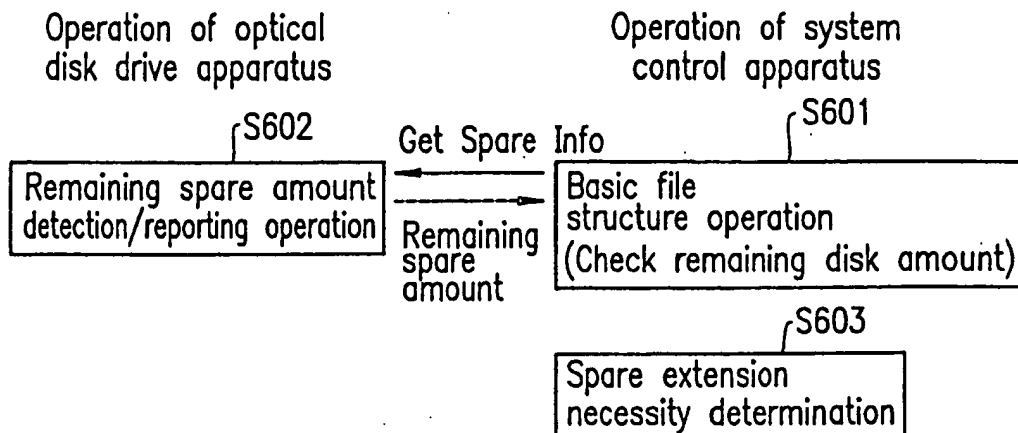 Operation of optical
disk drive apparatus
Operation of system
control apparatus
S602
Get Spare Info
S601
Remaining spare amount
detection/reporting operation
Remaining
spare
amount
Basic file
structure operation
(Check remaining disk amount)
S603
Spare extension
necessity determination